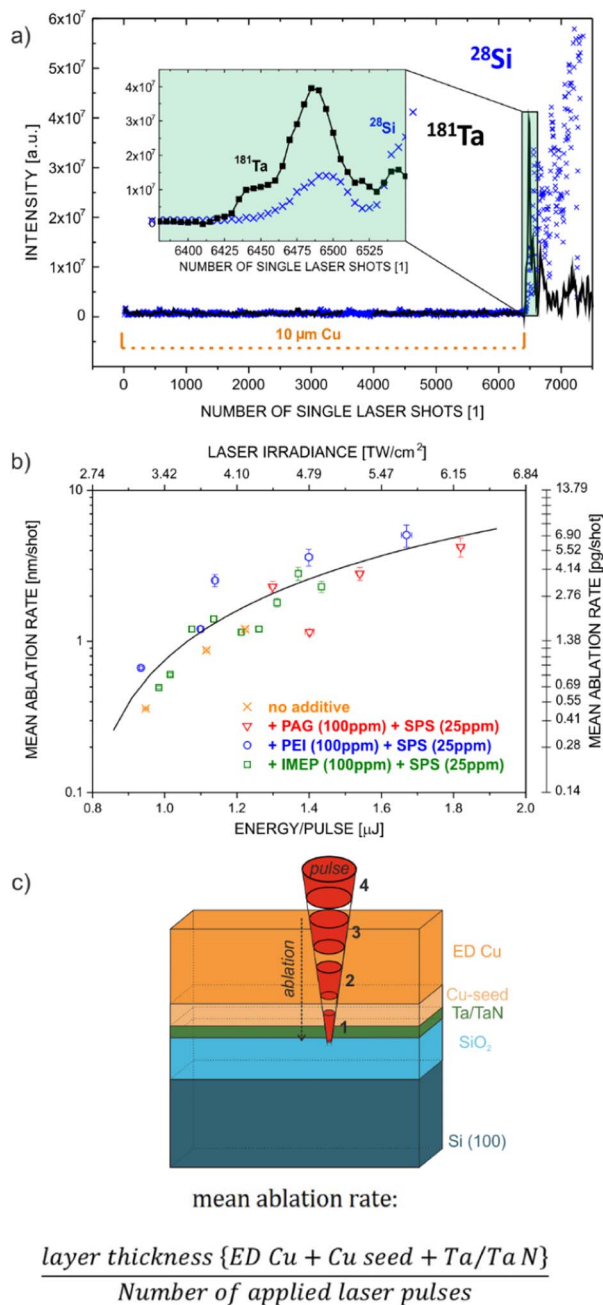 a)
INTENSITY [a.u.]
6x10⁷
5x10⁷
4x10⁷
3x10⁷
2x10⁷
1x10⁷
0
²⁸Si
¹⁸¹Ta
4x10⁷
3x10⁷
2x10⁷
1x10⁷
0
¹⁸¹Ta
²⁸Si
6400 6425 6450 6475 6500 6525
NUMBER OF SINGLE LASER SHOTS [1]
10 µm Cu
0 1000 2000 3000 4000 5000 6000 7000
NUMBER OF SINGLE LASER SHOTS [1]
b)
LASER IRRADIANCE [TW/cm²]
2.74 3.42 4.10 4.79 5.47 6.15 6.84
MEAN ABLATION RATE [nm/shot]
10
1
0.1
13.79
6.90
5.52
4.14
2.76
1.38
0.69
0.55
0.41
0.28
0.14
MEAN ABLATION RATE [pg/shot]
no additive
+ PAG (100ppm) + SPS (25ppm)
+ PEI (100ppm) + SPS (25ppm)
+ IMEP (100ppm) + SPS (25ppm)
0.8 1.0 1.2 1.4 1.6 1.8 2.0
ENERGY/PULSE [µJ]
c)
pulse
4
3
2
1
ablation
ED Cu
Cu-seed
Ta/TaN
SiO₂
Si (100)
mean ablation rate:
layer thickness {ED Cu + Cu seed + Ta/Ta N}
Number of applied laser pulses